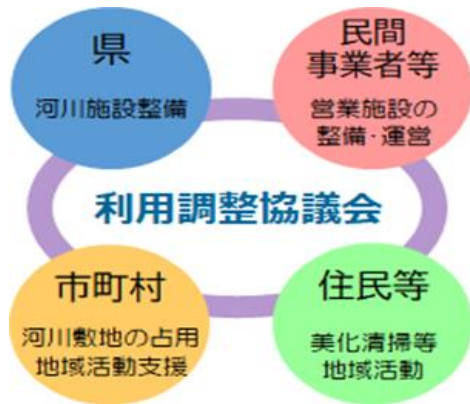 県
河川施設整備
民間
事業者等
営業施設の
整備・運営
利用調整協議会
市町村
河川敷地の占用
地域活動支援
住民等
美化清掃等
地域活動